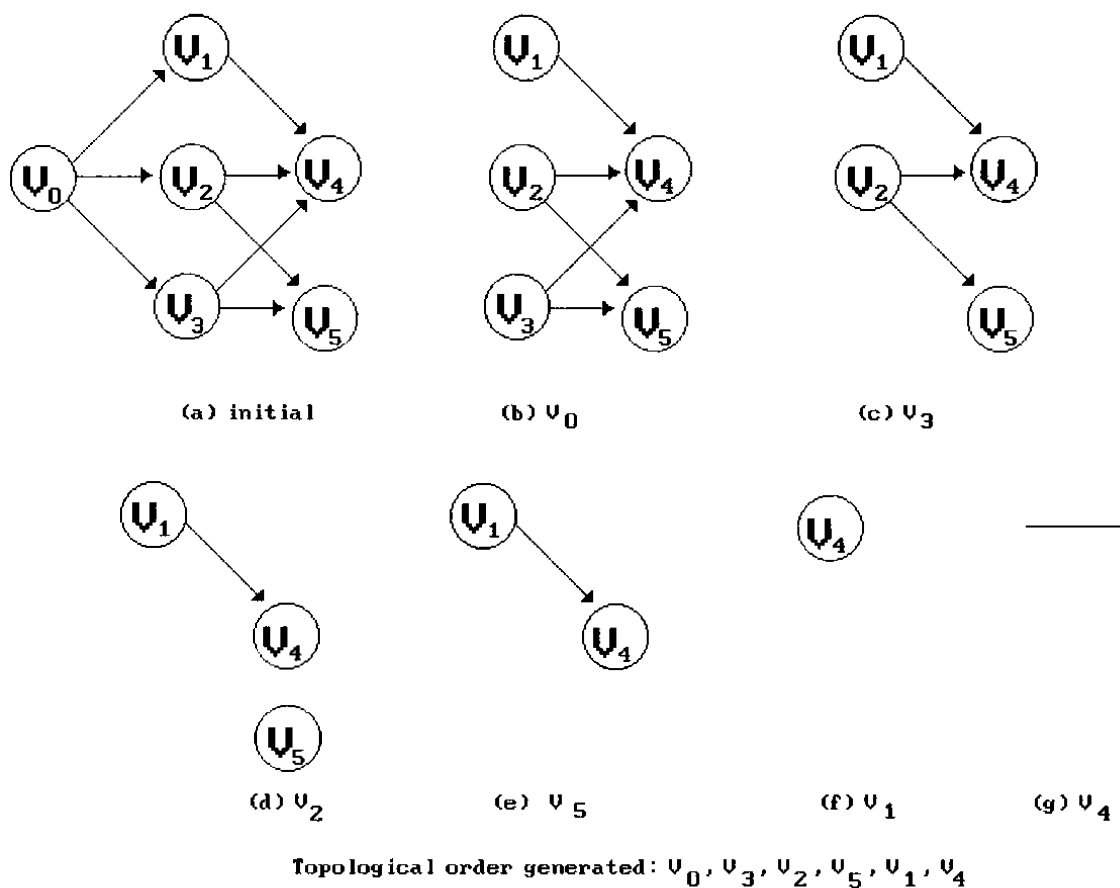 V1
V0 V2 V4
V3 V5
V1
V2 V4
V3 V5
V1
V2 V4
V5
(a) initial
(b) V0
(c) V3
V1
V4
V5
V1
V4
V4
(d) V2
(e) V5
(f) V1
(g) V4
Topological order generated: V0, V3, V2, V5, V1, V4